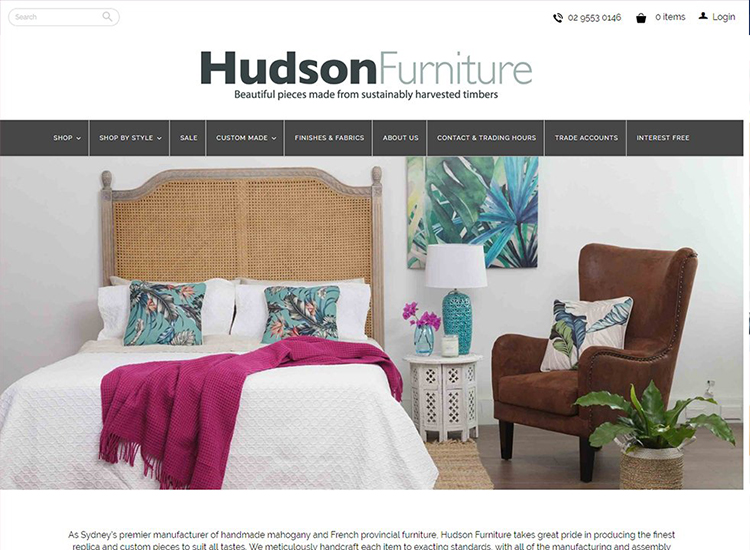 Search
02 9553 0146
0 items
Login
HudsonFurniture
Beautiful pieces made from sustainably harvested timbers
SHOP
SHOP BY STYLE
SALE
CUSTOM MADE
FINISHES & FABRICS
ABOUT US
CONTACT & TRADING HOURS
TRADE ACCOUNTS
INTEREST FREE
As Sydney's premier manufacturer of handmade mahogany and French provincial furniture, Hudson Furniture takes great pride in producing the finest
replica and custom pieces to suit all tastes. We meticulously handcraft each item to exacting standards, with all of the manufacturing and assembly